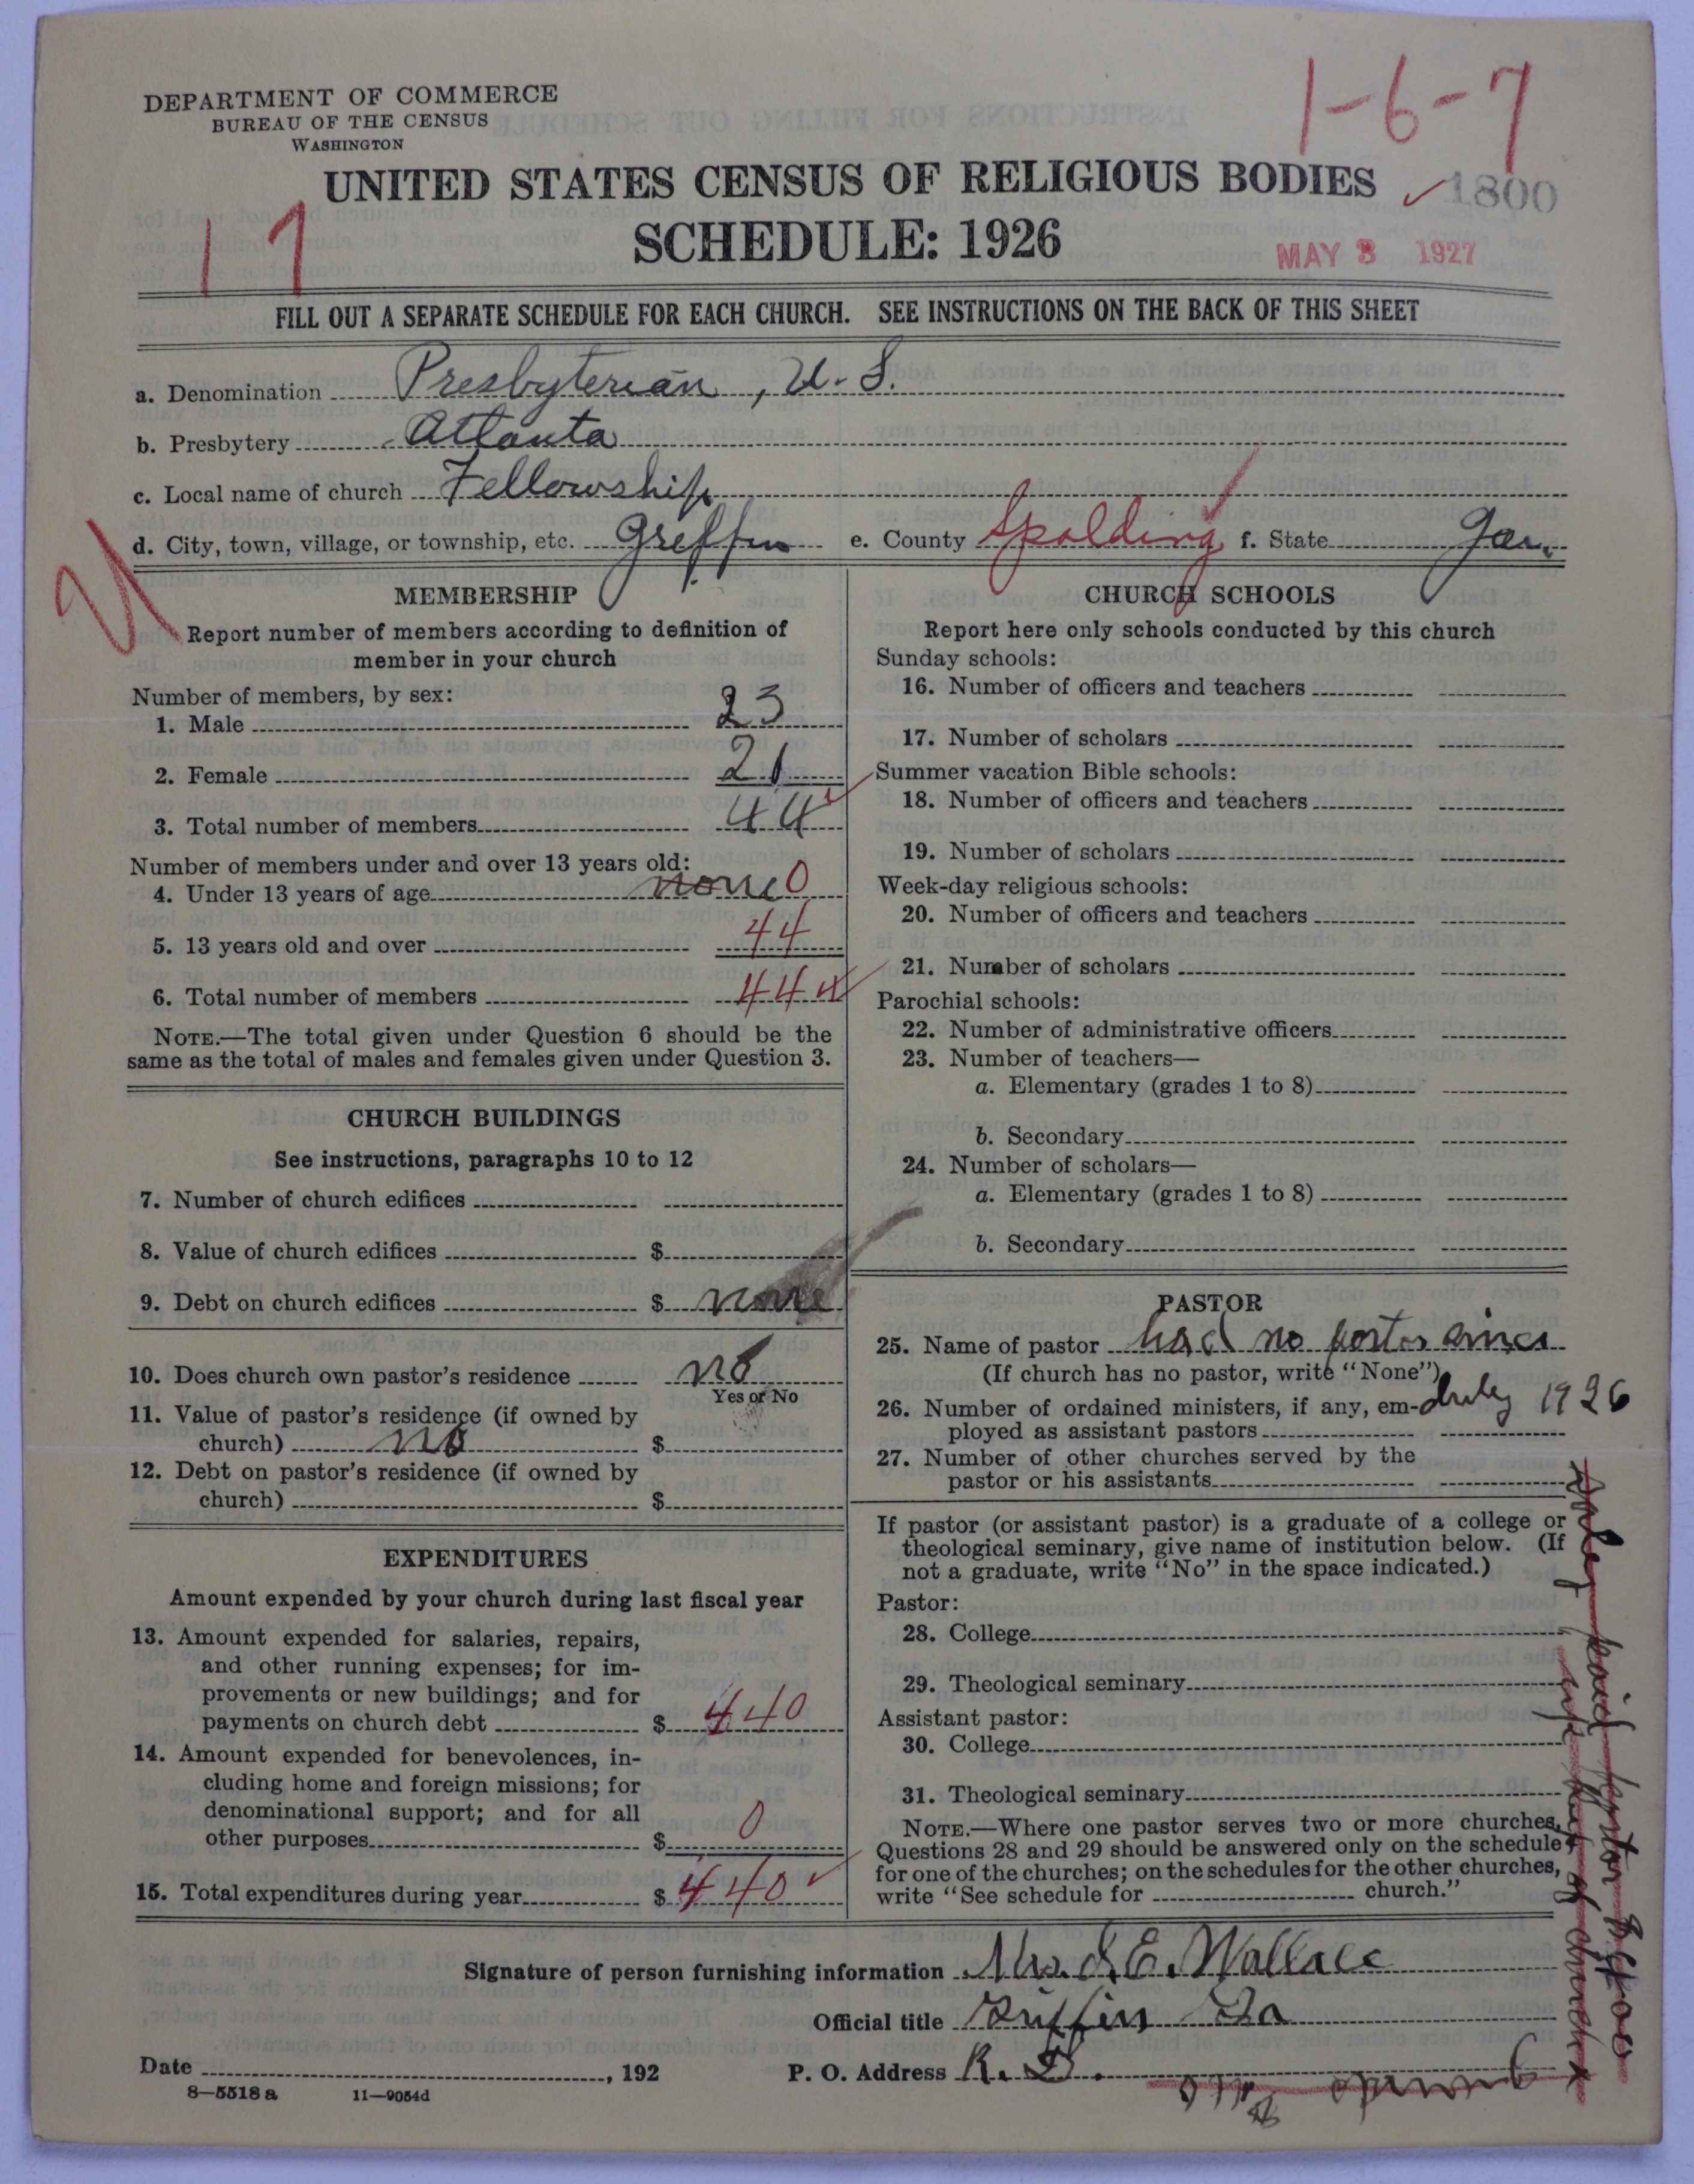 1-6-7
DEPARTMENT OF COMMERCE
BUREAU OF THE CENSUS
WASHINGTON
UNITED STATES CENSUS OF RELIGIOUS BODIES
1800
17
SCHEDULE: 1926
MAY 3 1927
FILL OUT A SEPARATE SCHEDULE FOR EACH CHURCH. SEE INSTRUCTIONS ON THE BACK OF THIS SHEET
a. Denomination Presbyterian, U.S.
b. Presbytery Atlanta
c. Local name of church Fellowship
d. City, town, village, or township, etc. Griffin e. County Spalding f. State Ga.
MEMBERSHIP
Report number of members according to definition of
member in your church
Number of members, by sex:
1. Male 23
2. Female 21
3. Total number of members 44
Number of members under and over 13 years old:
4. Under 13 years of age none 0
5. 13 years old and over 44
6. Total number of members 44
NOTE.—The total given under Question 6 should be the
same as the total of males and females given under Question 3.
CHURCH BUILDINGS
See instructions, paragraphs 10 to 12
7. Number of church edifices
8. Value of church edifices $
9. Debt on church edifices $ none
10. Does church own pastor's residence no
Yes or No
11. Value of pastor's residence (if owned by
church) no $
12. Debt on pastor's residence (if owned by
church) $
EXPENDITURES
Amount expended by your church during last fiscal year
13. Amount expended for salaries, repairs,
and other running expenses; for im-
provements or new buildings; and for
payments on church debt $ 440
14. Amount expended for benevolences, in-
cluding home and foreign missions; for
denominational support; and for all
other purposes $ 0
15. Total expenditures during year $ 440
CHURCH SCHOOLS
Report here only schools conducted by this church
Sunday schools:
16. Number of officers and teachers
17. Number of scholars
Summer vacation Bible schools:
18. Number of officers and teachers
19. Number of scholars
Week-day religious schools:
20. Number of officers and teachers
21. Number of scholars
Parochial schools:
22. Number of administrative officers
23. Number of teachers—
a. Elementary (grades 1 to 8)
b. Secondary
24. Number of scholars—
a. Elementary (grades 1 to 8)
b. Secondary
PASTOR
25. Name of pastor had no pastor since
(If church has no pastor, write "None")
July 1926
26. Number of ordained ministers, if any, em-
ployed as assistant pastors
27. Number of other churches served by the
pastor or his assistants
If pastor (or assistant pastor) is a graduate of a college or
theological seminary, give name of institution below. (If
not a graduate, write "No" in the space indicated.)
Pastor:
28. College
29. Theological seminary
Assistant pastor:
30. College
31. Theological seminary
NOTE.—Where one pastor serves two or more churches,
Questions 28 and 29 should be answered only on the schedule
for one of the churches; on the schedules for the other churches,
write "See schedule for church."
paid pastor
of church
Signature of person furnishing information Mrs. S. E. Wallace
Official title Griffin Ga
Date , 192 P. O. Address R. D.
8—5518 a 11—9054d